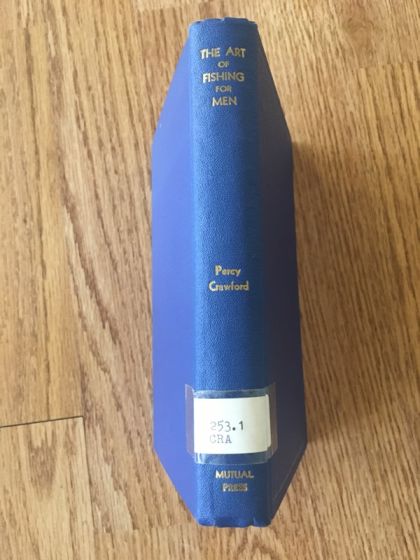 THE ART
OF
FISHING
FOR
MEN
Percy
Crawford
253.1
CRA
MUTUAL
PRESS